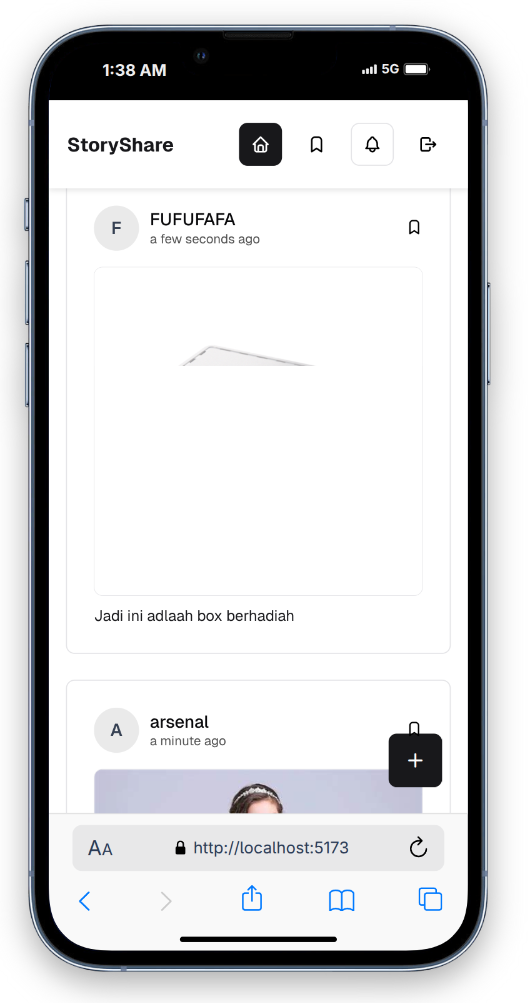 1:38 AM
5G
StoryShare
F
FUFUFAFA
a few seconds ago
Jadi ini adlaah box berhadiah
A
arsenal
a minute ago
+
AA
http://localhost:5173